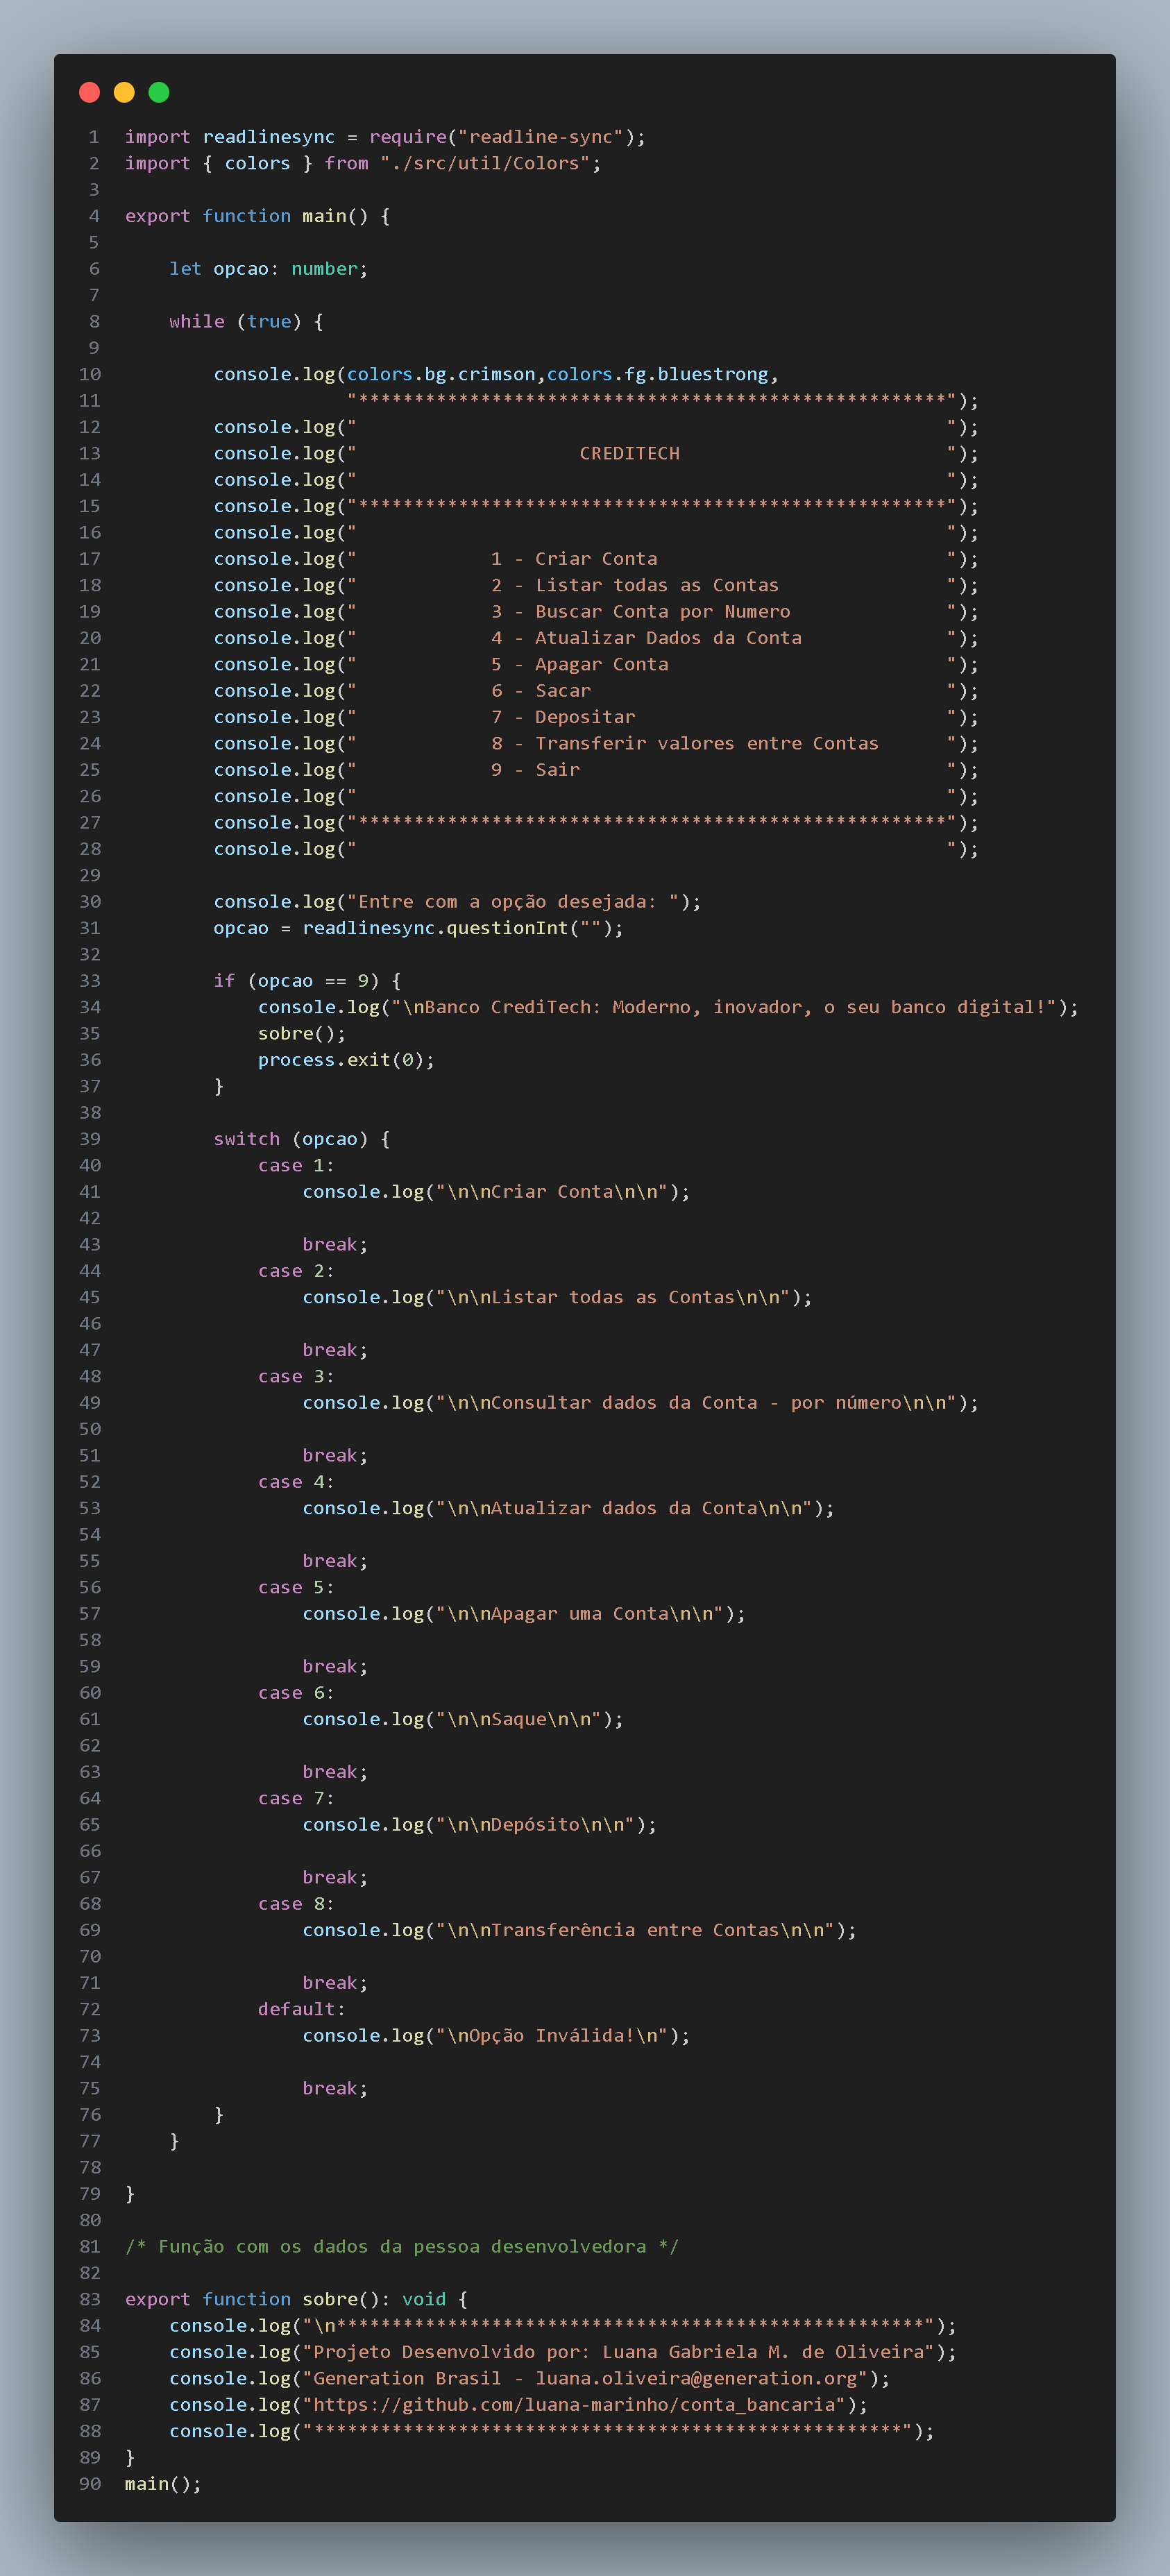 1 import readlinesync = require("readline-sync");
2 import { colors } from "./src/util/Colors";
3
4 export function main() {
5
6     let opcao: number;
7
8     while (true) {
9
10         console.log(colors.bg.crimson,colors.fg.bluestrong,
11                     "*****************************************************");
12         console.log("                                                     ");
13         console.log("                    CREDITECH                        ");
14         console.log("                                                     ");
15         console.log("*****************************************************");
16         console.log("                                                     ");
17         console.log("            1 - Criar Conta                          ");
18         console.log("            2 - Listar todas as Contas               ");
19         console.log("            3 - Buscar Conta por Numero              ");
20         console.log("            4 - Atualizar Dados da Conta             ");
21         console.log("            5 - Apagar Conta                         ");
22         console.log("            6 - Sacar                                ");
23         console.log("            7 - Depositar                            ");
24         console.log("            8 - Transferir valores entre Contas      ");
25         console.log("            9 - Sair                                 ");
26         console.log("                                                     ");
27         console.log("*****************************************************");
28         console.log("                                                     ");
29
30         console.log("Entre com a opção desejada: ");
31         opcao = readlinesync.questionInt("");
32
33         if (opcao == 9) {
34             console.log("\nBanco CrediTech: Moderno, inovador, o seu banco digital!");
35             sobre();
36             process.exit(0);
37         }
38
39         switch (opcao) {
40             case 1:
41                 console.log("\n\nCriar Conta\n\n");
42
43                 break;
44             case 2:
45                 console.log("\n\nListar todas as Contas\n\n");
46
47                 break;
48             case 3:
49                 console.log("\n\nConsultar dados da Conta - por número\n\n");
50
51                 break;
52             case 4:
53                 console.log("\n\nAtualizar dados da Conta\n\n");
54
55                 break;
56             case 5:
57                 console.log("\n\nApagar uma Conta\n\n");
58
59                 break;
60             case 6:
61                 console.log("\n\nSaque\n\n");
62
63                 break;
64             case 7:
65                 console.log("\n\nDepósito\n\n");
66
67                 break;
68             case 8:
69                 console.log("\n\nTransferência entre Contas\n\n");
70
71                 break;
72             default:
73                 console.log("\nOpção Inválida!\n");
74
75                 break;
76         }
77     }
78
79 }
80
81 /* Função com os dados da pessoa desenvolvedora */
82
83 export function sobre(): void {
84     console.log("\n*****************************************************");
85     console.log("Projeto Desenvolvido por: Luana Gabriela M. de Oliveira");
86     console.log("Generation Brasil - luana.oliveira@generation.org");
87     console.log("https://github.com/luana-marinho/conta_bancaria");
88     console.log("*****************************************************");
89 }
90 main();